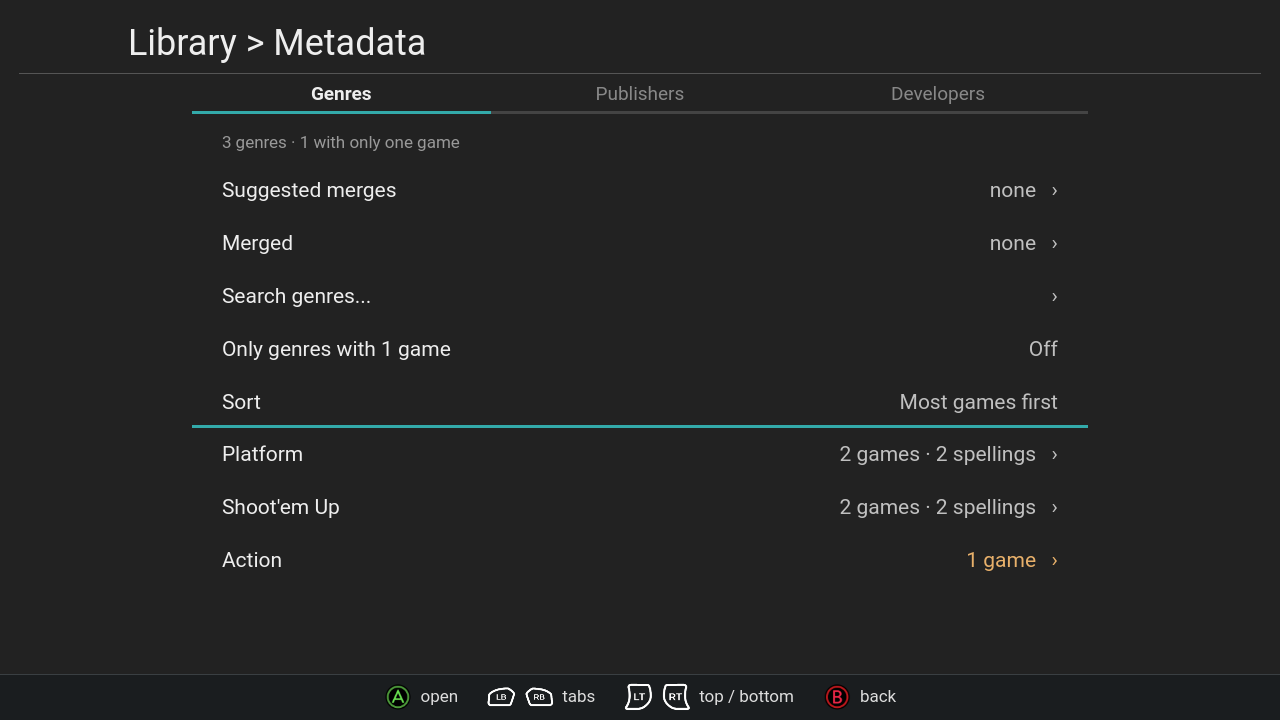 Library > Metadata
Genres Publishers Developers
3 genres · 1 with only one game
Suggested merges none ›
Merged none ›
Search genres... ›
Only genres with 1 game Off
Sort Most games first
Platform 2 games · 2 spellings ›
Shoot'em Up 2 games · 2 spellings ›
Action 1 game ›
A open LB RB tabs LT RT top / bottom B back